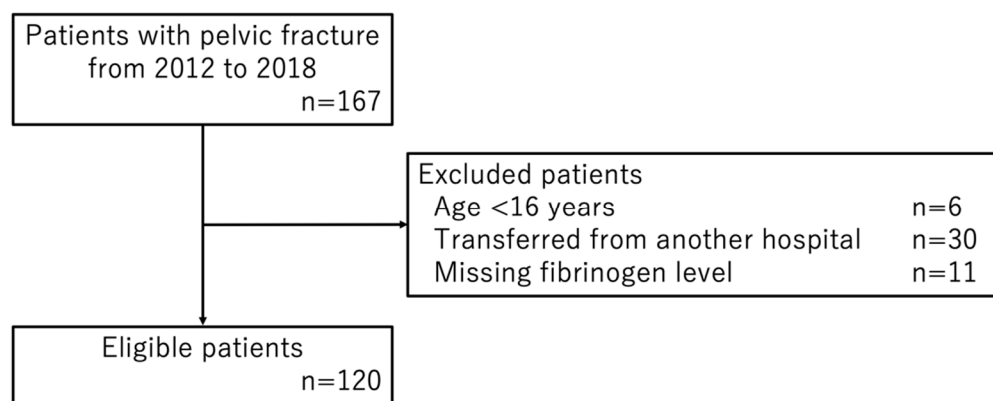 Patients with pelvic fracture
from 2012 to 2018
n=167
Excluded patients
Age <16 years n=6
Transferred from another hospital n=30
Missing fibrinogen level n=11
Eligible patients
n=120